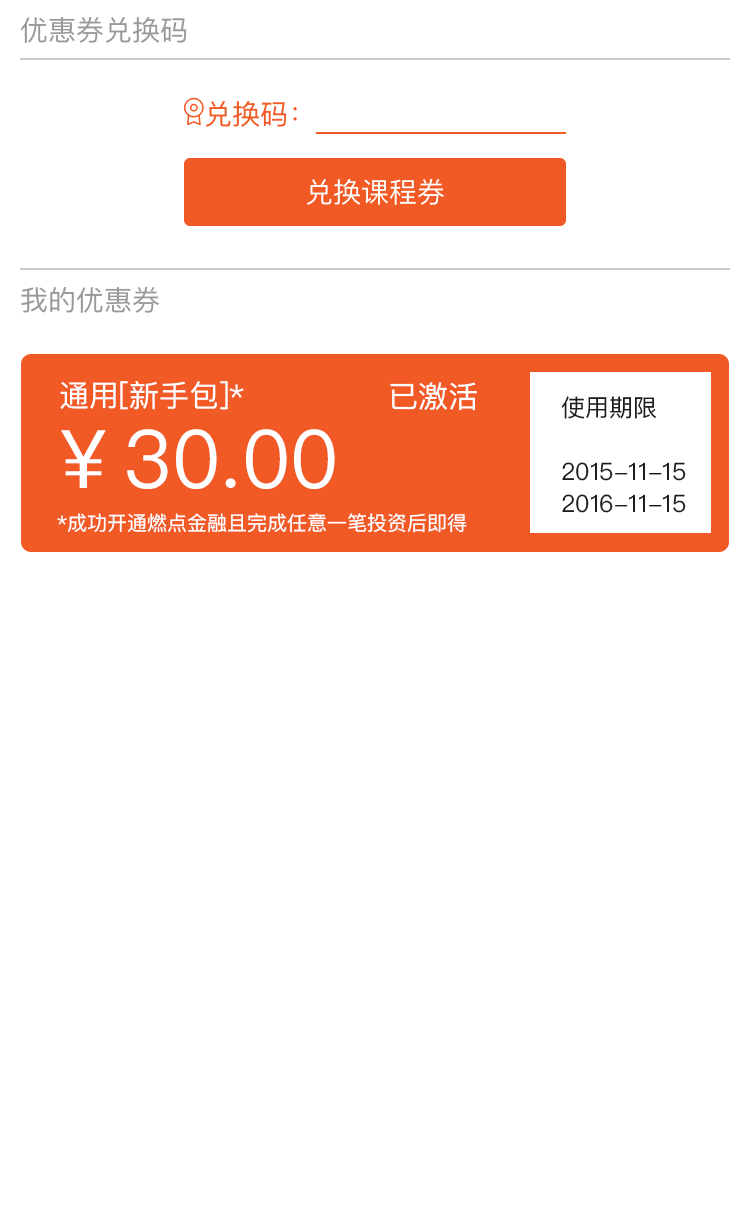 优惠券兑换码
兑换码：
兑换课程券
我的优惠券
通用[新手包]*
已激活
¥30.00
*成功开通燃点金融且完成任意一笔投资后即得
使用期限
2015-11-15
2016-11-15